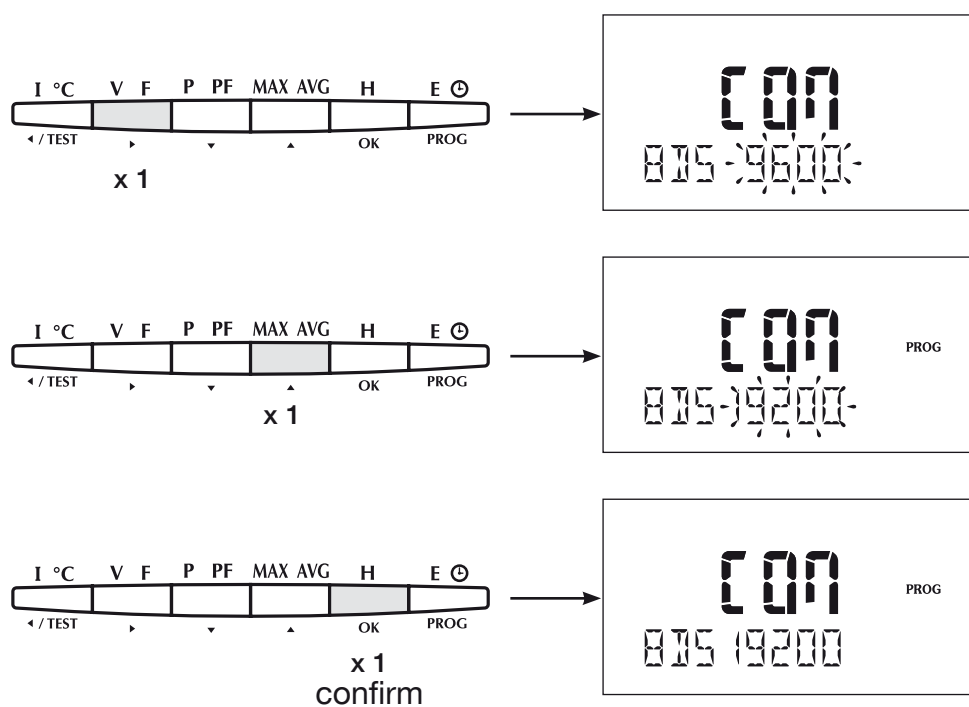 I °C V F P PF MAX AVG H E
/ TEST OK PROG
x 1
COM
BDS 9600
I °C V F P PF MAX AVG H E
/ TEST OK PROG
x 1
COM
PROG
BDS 19200
I °C V F P PF MAX AVG H E
/ TEST OK PROG
x 1
confirm
COM
PROG
BDS 19200